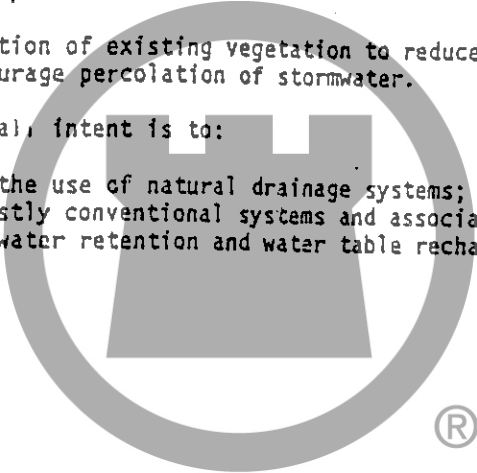 tion of existing vegetation to reduce
urage percolation of stormwater.
al, intent is to:
the use of natural drainage systems;
stly conventional systems and associa
water retention and water table recha
®